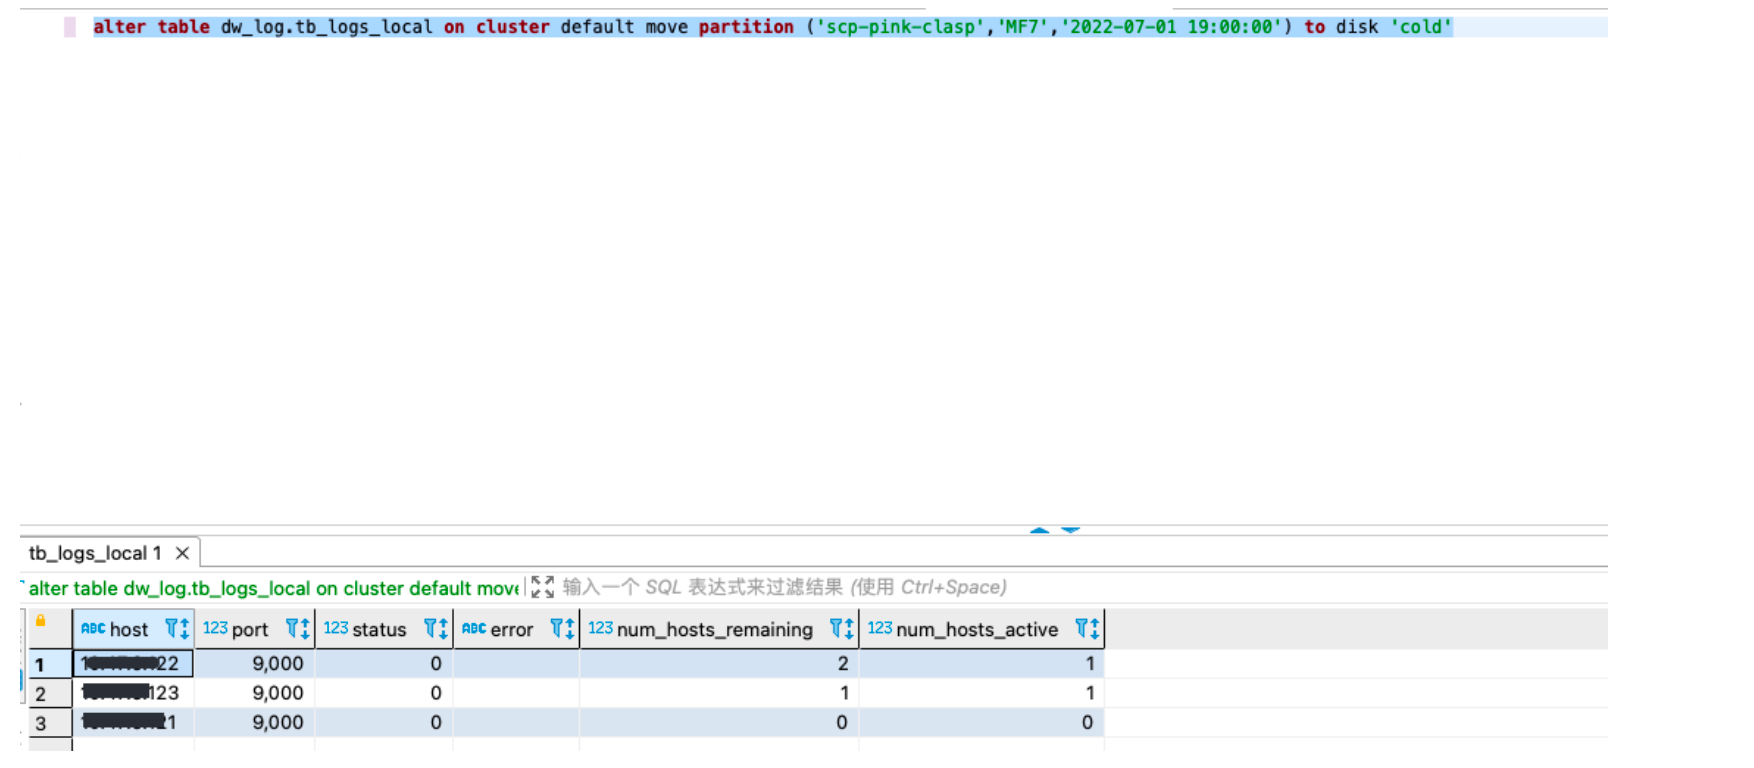 alter table dw_log.tb_logs_local on cluster default move partition ('scp-pink-clasp','MF7','2022-07-01 19:00:00') to disk 'cold'
tb_logs_local 1
alter table dw_log.tb_logs_local on cluster default move 输入一个 SQL 表达式来过滤结果 (使用 Ctrl+Space)
ABC host 123 port 123 status ABC error 123 num_hosts_remaining 123 num_hosts_active
1 22 9,000 0 2 1
2 123 9,000 0 1 1
3 21 9,000 0 0 0